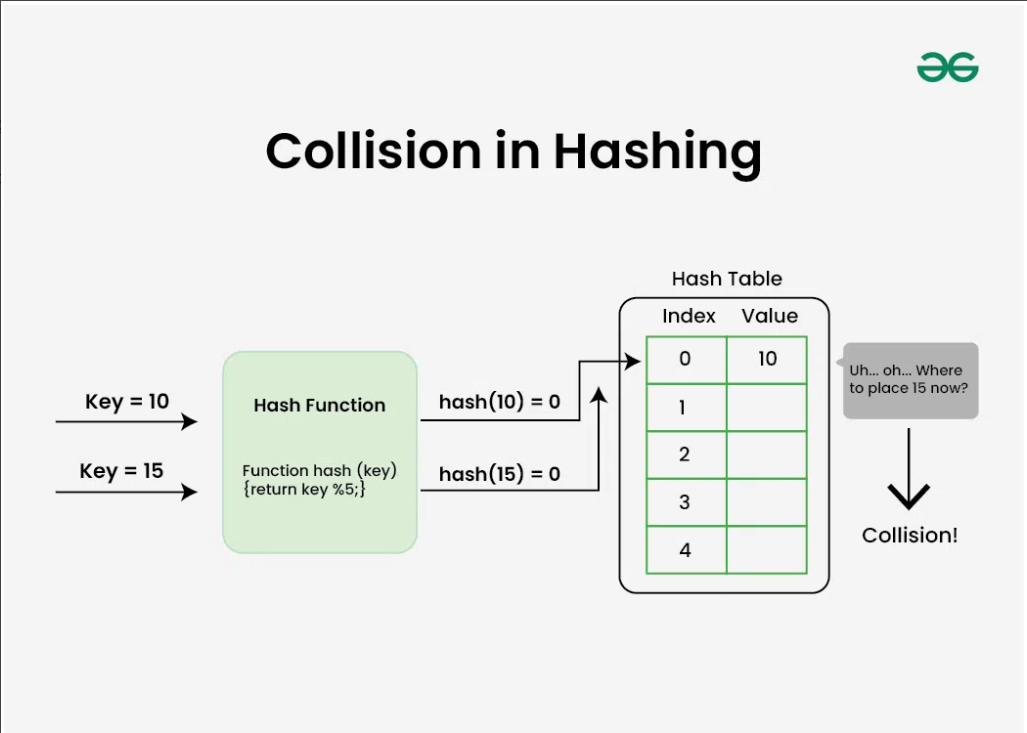 Collision in Hashing
Hash Table
Index Value
0 10
1
2
3
4
Key = 10
Key = 15
Hash Function
Function hash (key)
{return key %5;}
hash(10) = 0
hash(15) = 0
Uh... oh... Where
to place 15 now?
Collision!